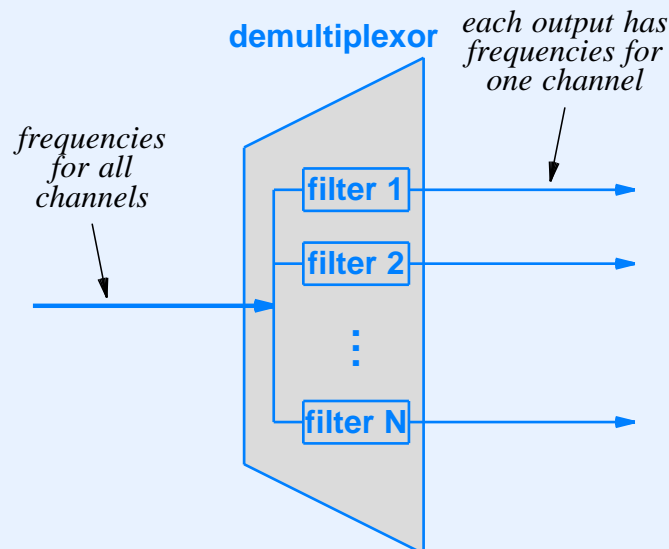 demultiplexor
each output has
frequencies for
one channel
frequencies
for all
channels
filter 1
filter 2
filter N